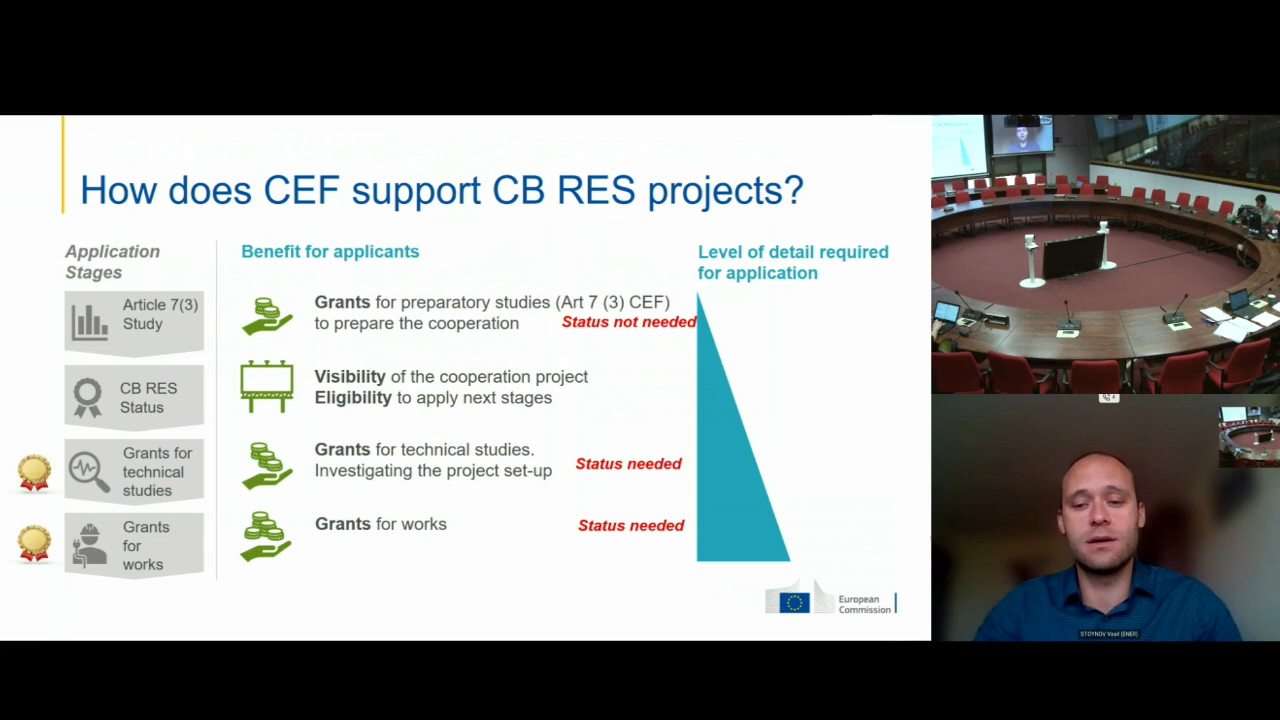 How does CEF support CB RES projects?
Application
Stages
Benefit for applicants
Level of detail required
for application
Article 7(3)
Study
Grants for preparatory studies (Art 7 (3) CEF)
to prepare the cooperation
Status not needed
CB RES
Status
Visibility of the cooperation project
Eligibility to apply next stages
Grants for
technical
studies
Grants for technical studies.
Investigating the project set-up
Status needed
Grants
for
works
Grants for works
Status needed
European
Commission
STOYNOV Vasil (ENER)